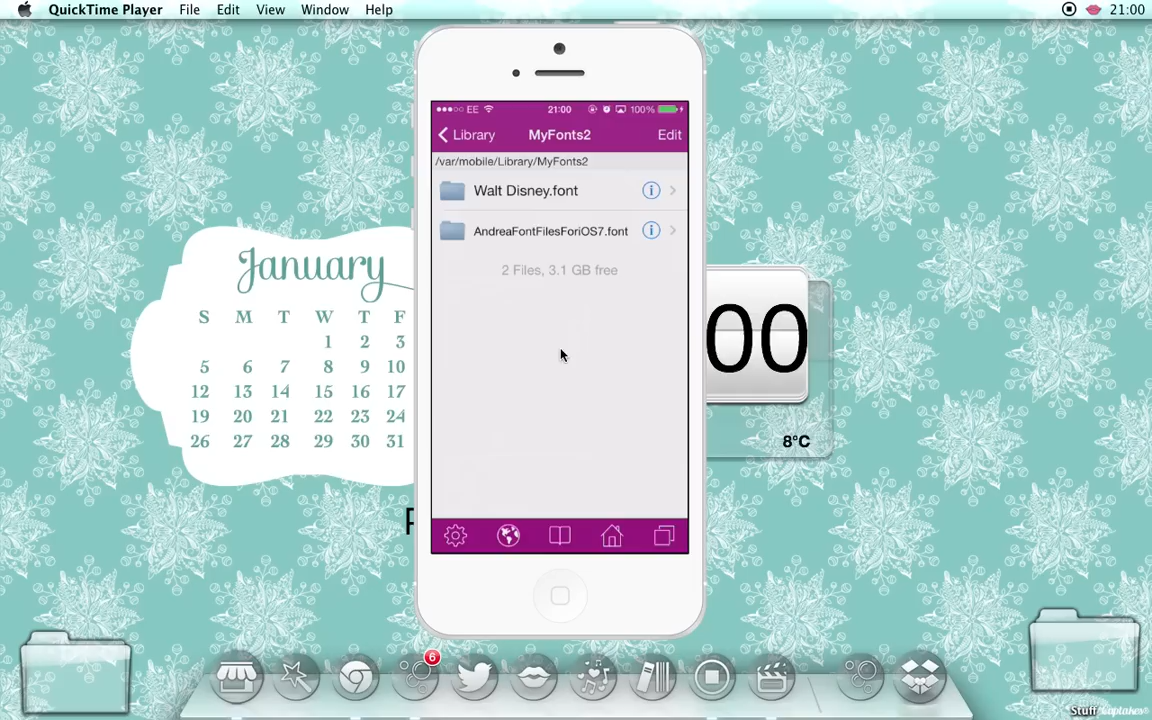 QuickTime Player File Edit View Window Help 21:00
EE 21:00 100%
Library MyFonts2 Edit
/var/mobile/Library/MyFonts2
Walt Disney.font
AndreaFontFilesForiOS7.font
2 Files, 3.1 GB free
January
S M T W T F
1 2 3
5 6 7 8 9 10
12 13 14 15 16 17
19 20 21 22 23 24
26 27 28 29 30 31
00
8°C
6